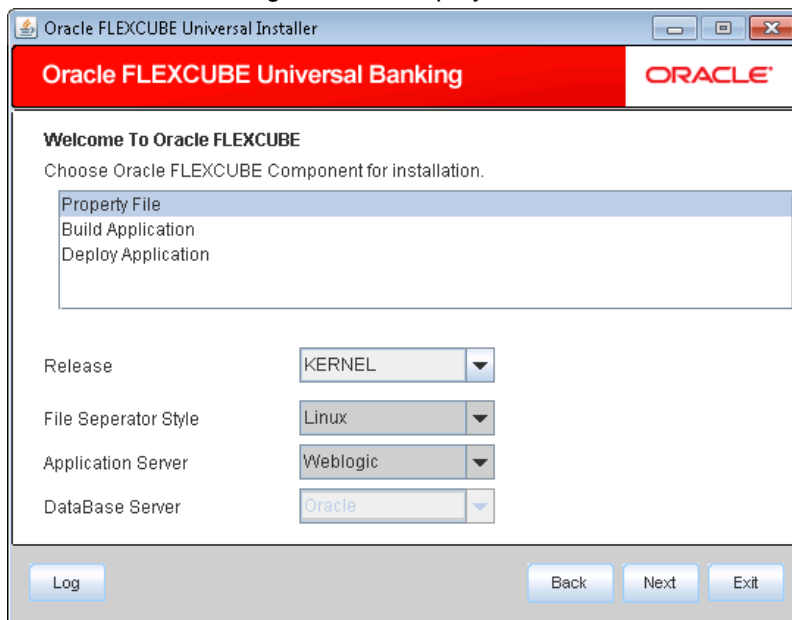 Oracle FLEXCUBE Universal Installer
Oracle FLEXCUBE Universal Banking
ORACLE
Welcome To Oracle FLEXCUBE
Choose Oracle FLEXCUBE Component for installation.
Property File
Build Application
Deploy Application
Release KERNEL
File Seperator Style Linux
Application Server Weblogic
DataBase Server Oracle
Log Back Next Exit